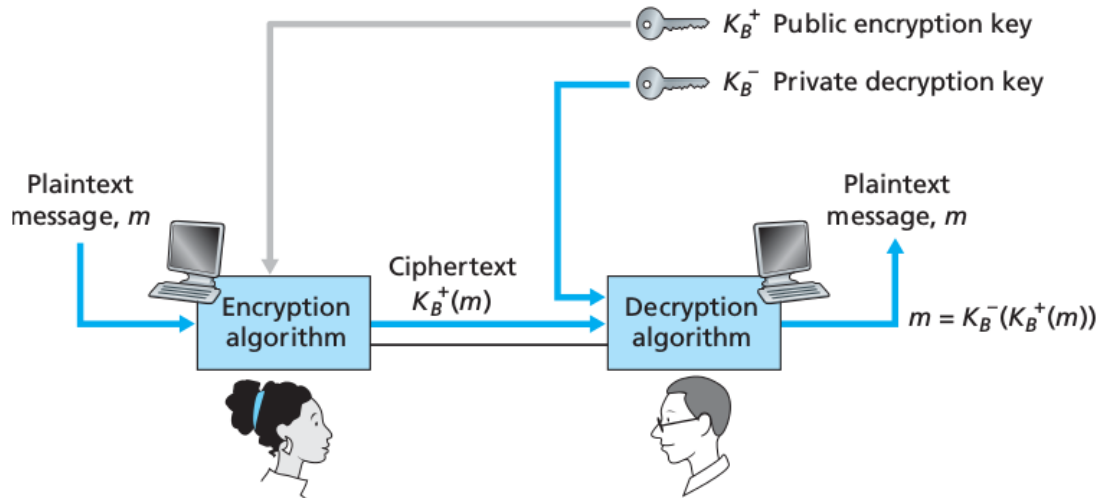 K_B^+ Public encryption key
K_B^- Private decryption key
Plaintext
message, m
Plaintext
message, m
Ciphertext
K_B^+(m)
Encryption
algorithm
Decryption
algorithm
m = K_B^-(K_B^+(m))